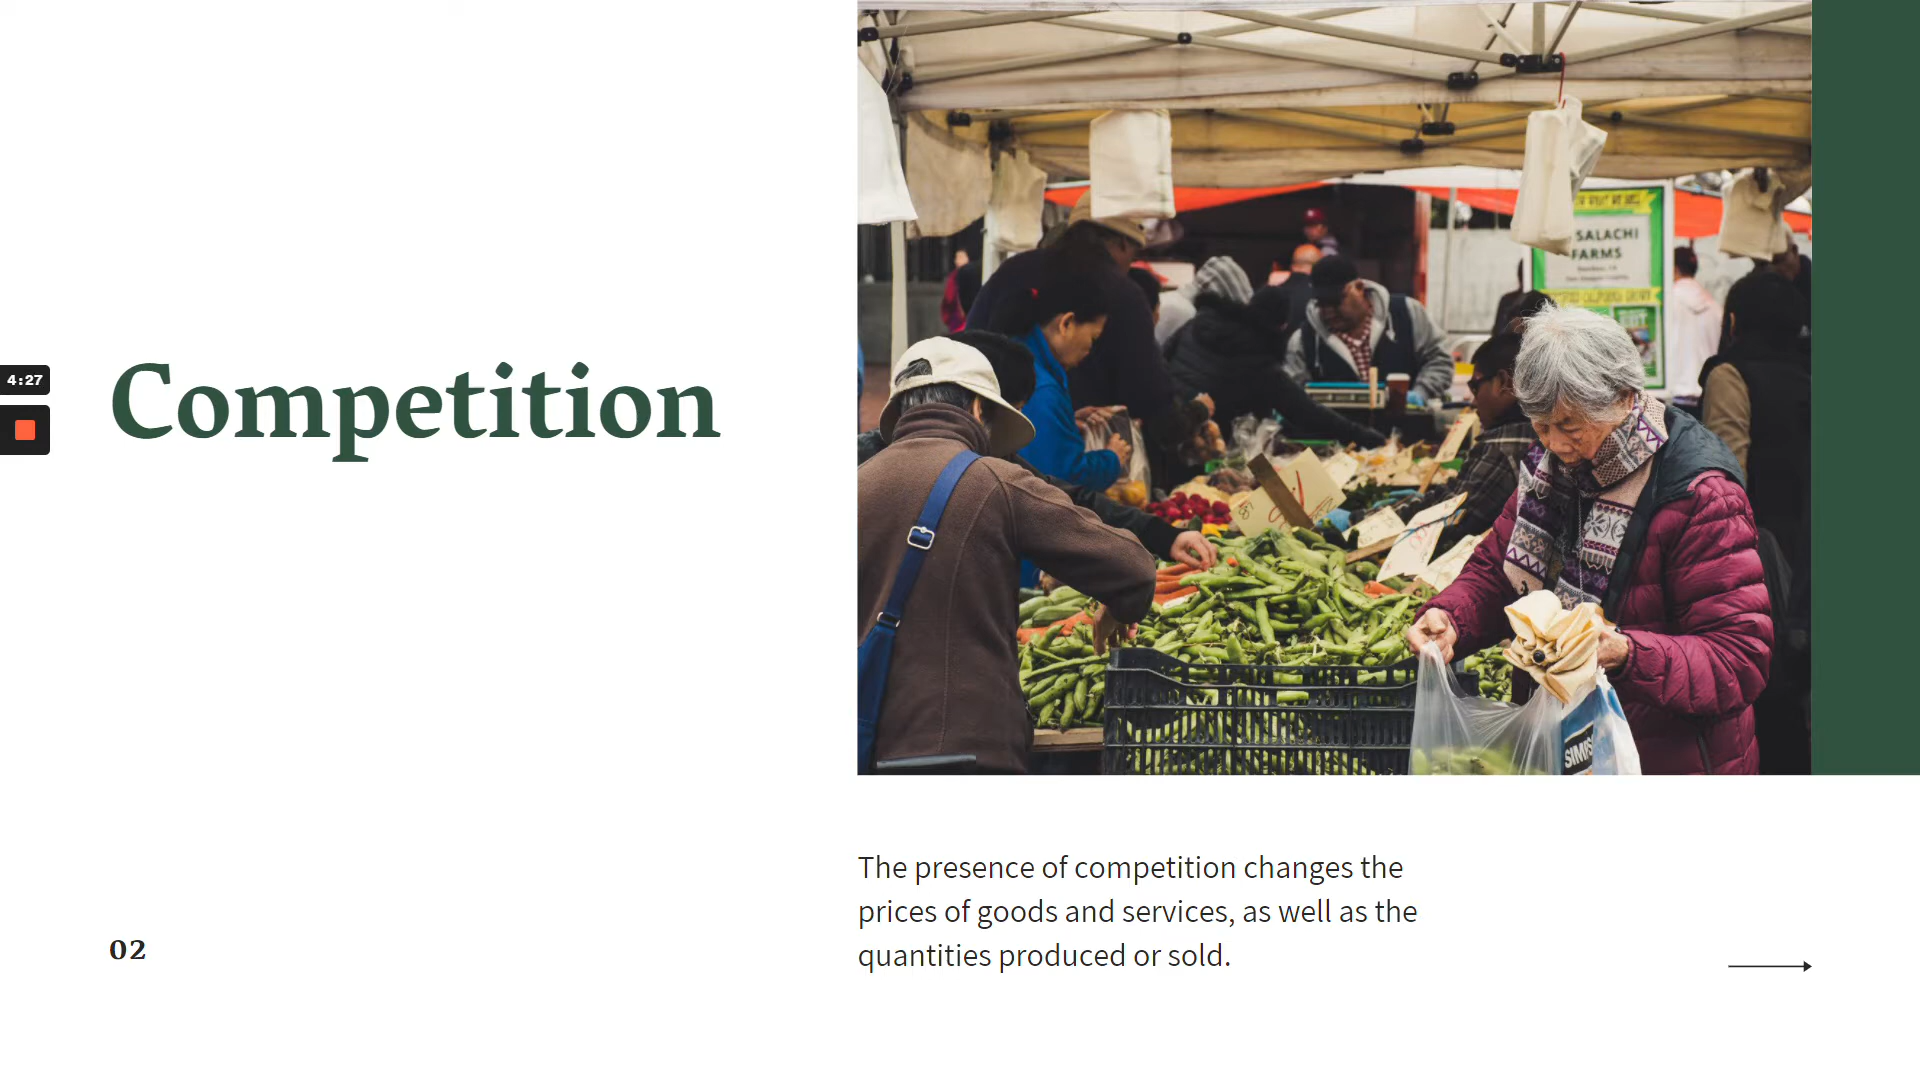 4:27
Competition
SALACHI
FARMS
SIMP
The presence of competition changes the
prices of goods and services, as well as the
quantities produced or sold.
02